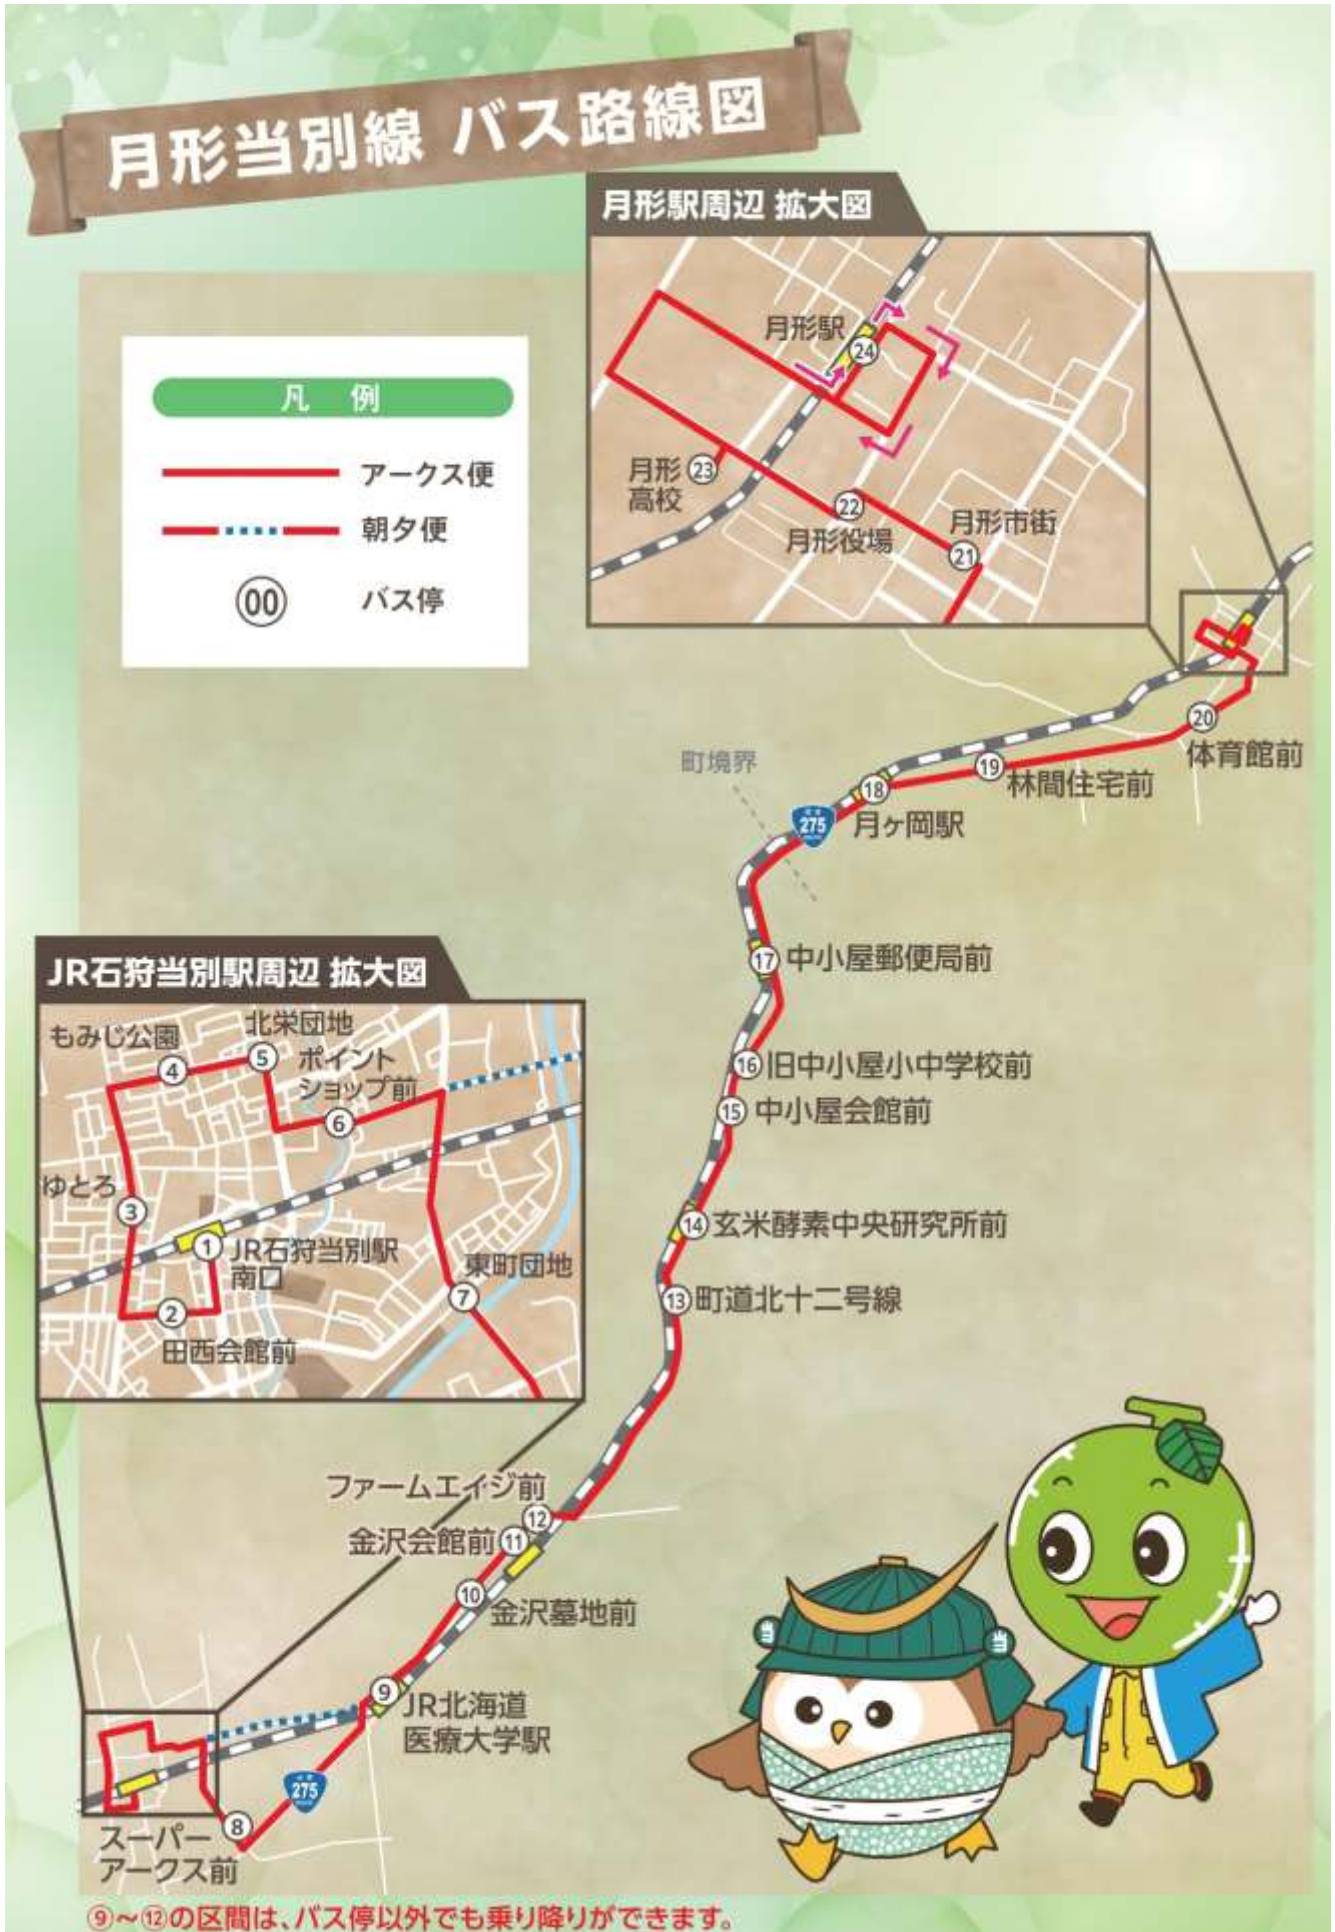 月形当別線 バス路線図
月形駅周辺 拡大図
月形駅
24
月形
高校
23
22
月形役場
月形市街
21
凡 例
アークス便
朝夕便
00
バス停
20
体育館前
19
林間住宅前
町境界
18
月ヶ岡駅
275
17
中小屋郵便局前
16
旧中小屋小中学校前
15
中小屋会館前
14
玄米酵素中央研究所前
13
町道北十二号線
JR石狩当別駅周辺 拡大図
もみじ公園
4
北栄団地
5
ポイント
ショップ前
6
ゆとろ
3
1
JR石狩当別駅
南口
2
田西会館前
東町団地
7
ファームエイジ前
12
金沢会館前
11
10
金沢墓地前
9
JR北海道
医療大学駅
275
8
スーパー
アークス前
当
当
⑨～⑫の区間は、バス停以外でも乗り降りができます。